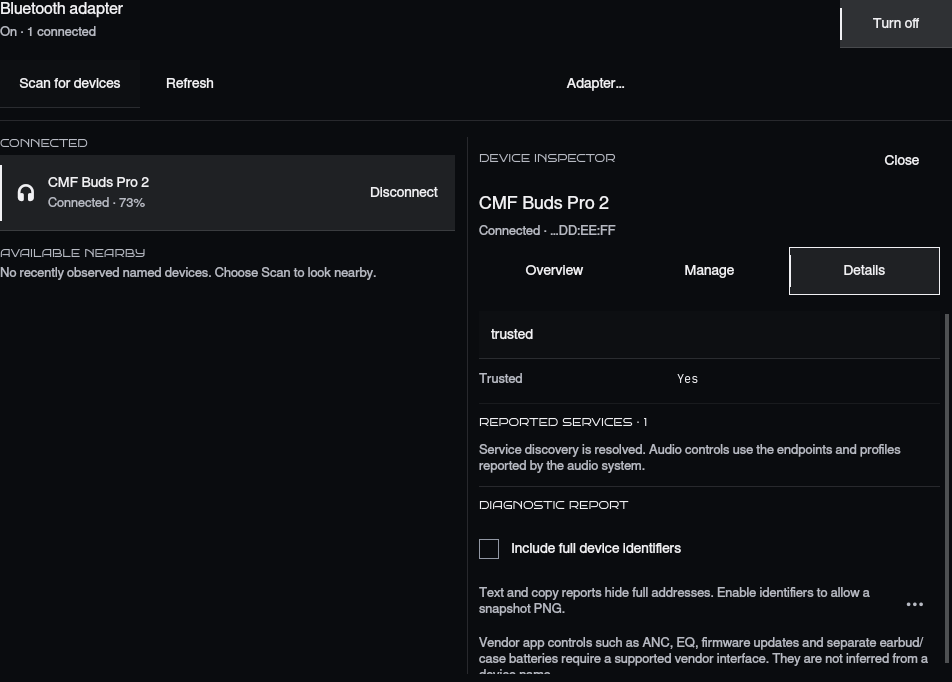 Bluetooth adapter
On · 1 connected
Turn off
Scan for devices
Refresh
Adapter...
CONNECTED
CMF Buds Pro 2
Connected · 73%
Disconnect
AVAILABLE NEARBY
No recently observed named devices. Choose Scan to look nearby.
DEVICE INSPECTOR
Close
CMF Buds Pro 2
Connected · ...DD:EE:FF
Overview
Manage
Details
trusted
Trusted
Yes
REPORTED SERVICES · 1
Service discovery is resolved. Audio controls use the endpoints and profiles
reported by the audio system.
DIAGNOSTIC REPORT
Include full device identifiers
Text and copy reports hide full addresses. Enable identifiers to allow a
snapshot PNG.
Vendor app controls such as ANC, EQ, firmware updates and separate earbud/
case batteries require a supported vendor interface. They are not inferred from a
device name.